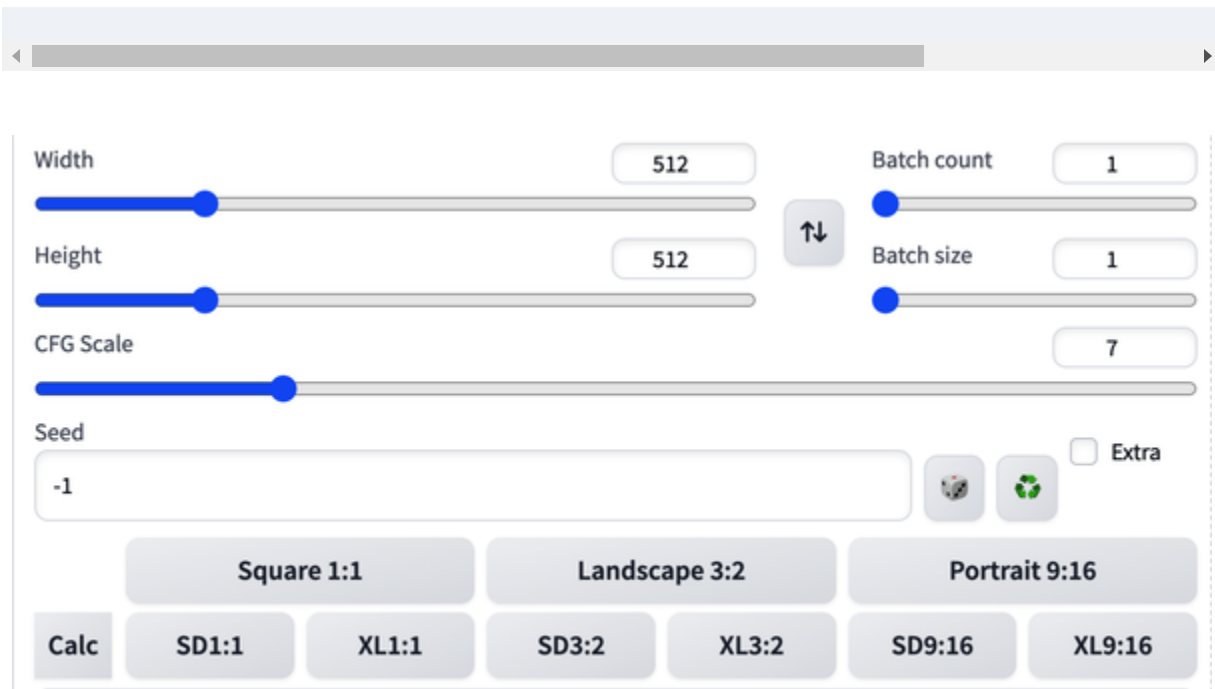 Width 512 Batch count 1
Height 512 Batch size 1
CFG Scale 7
Seed
Extra
-1
Square 1:1 Landscape 3:2 Portrait 9:16
Calc SD1:1 XL1:1 SD3:2 XL3:2 SD9:16 XL9:16